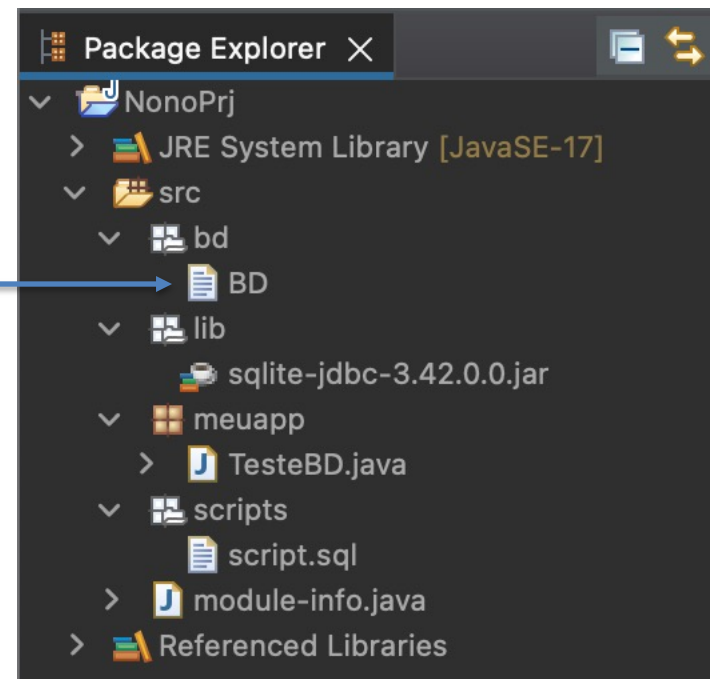 Package Explorer
NonoPrj
JRE System Library [JavaSE-17]
src
bd
BD
lib
sqlite-jdbc-3.42.0.0.jar
meuapp
TesteBD.java
scripts
script.sql
module-info.java
Referenced Libraries